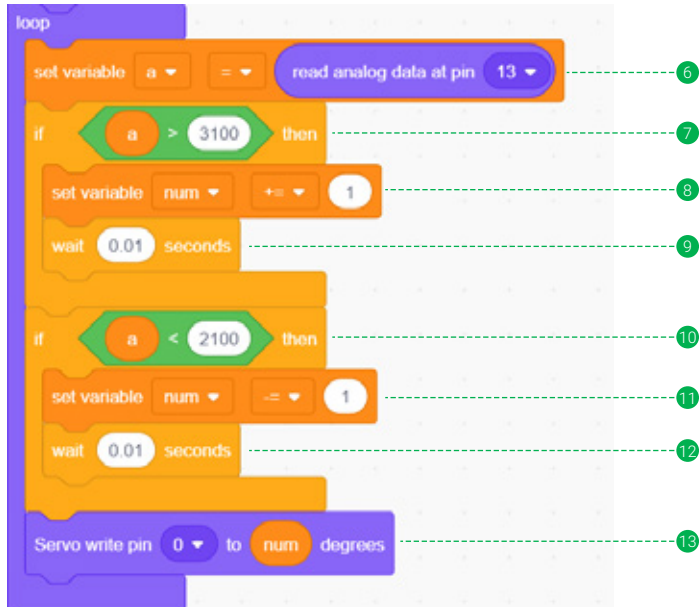 loop
set variable a = read analog data at pin 13 6
if a > 3100 then 7
set variable num += 1 8
wait 0.01 seconds 9
if a < 2100 then 10
set variable num -= 1 11
wait 0.01 seconds 12
Servo write pin 0 to num degrees 13